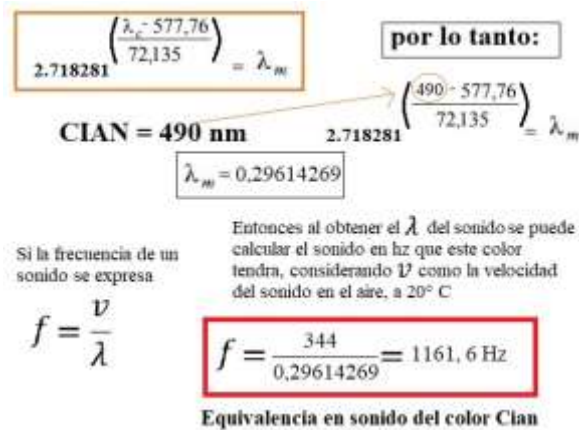 2.718281^((λc - 577,76) / 72,135) = λm
por lo tanto:
CIAN = 490 nm
2.718281^((490 - 577,76) / 72,135) = λm
λm = 0,29614269
Si la frecuencia de un
sonido se expresa
f = v / λ
Entonces al obtener el λ del sonido se puede
calcular el sonido en hz que este color
tendra, considerando v como la velocidad
del sonido en el aire, a 20° C
f = 344 / 0,29614269 = 1161, 6 Hz
Equivalencia en sonido del color Cian